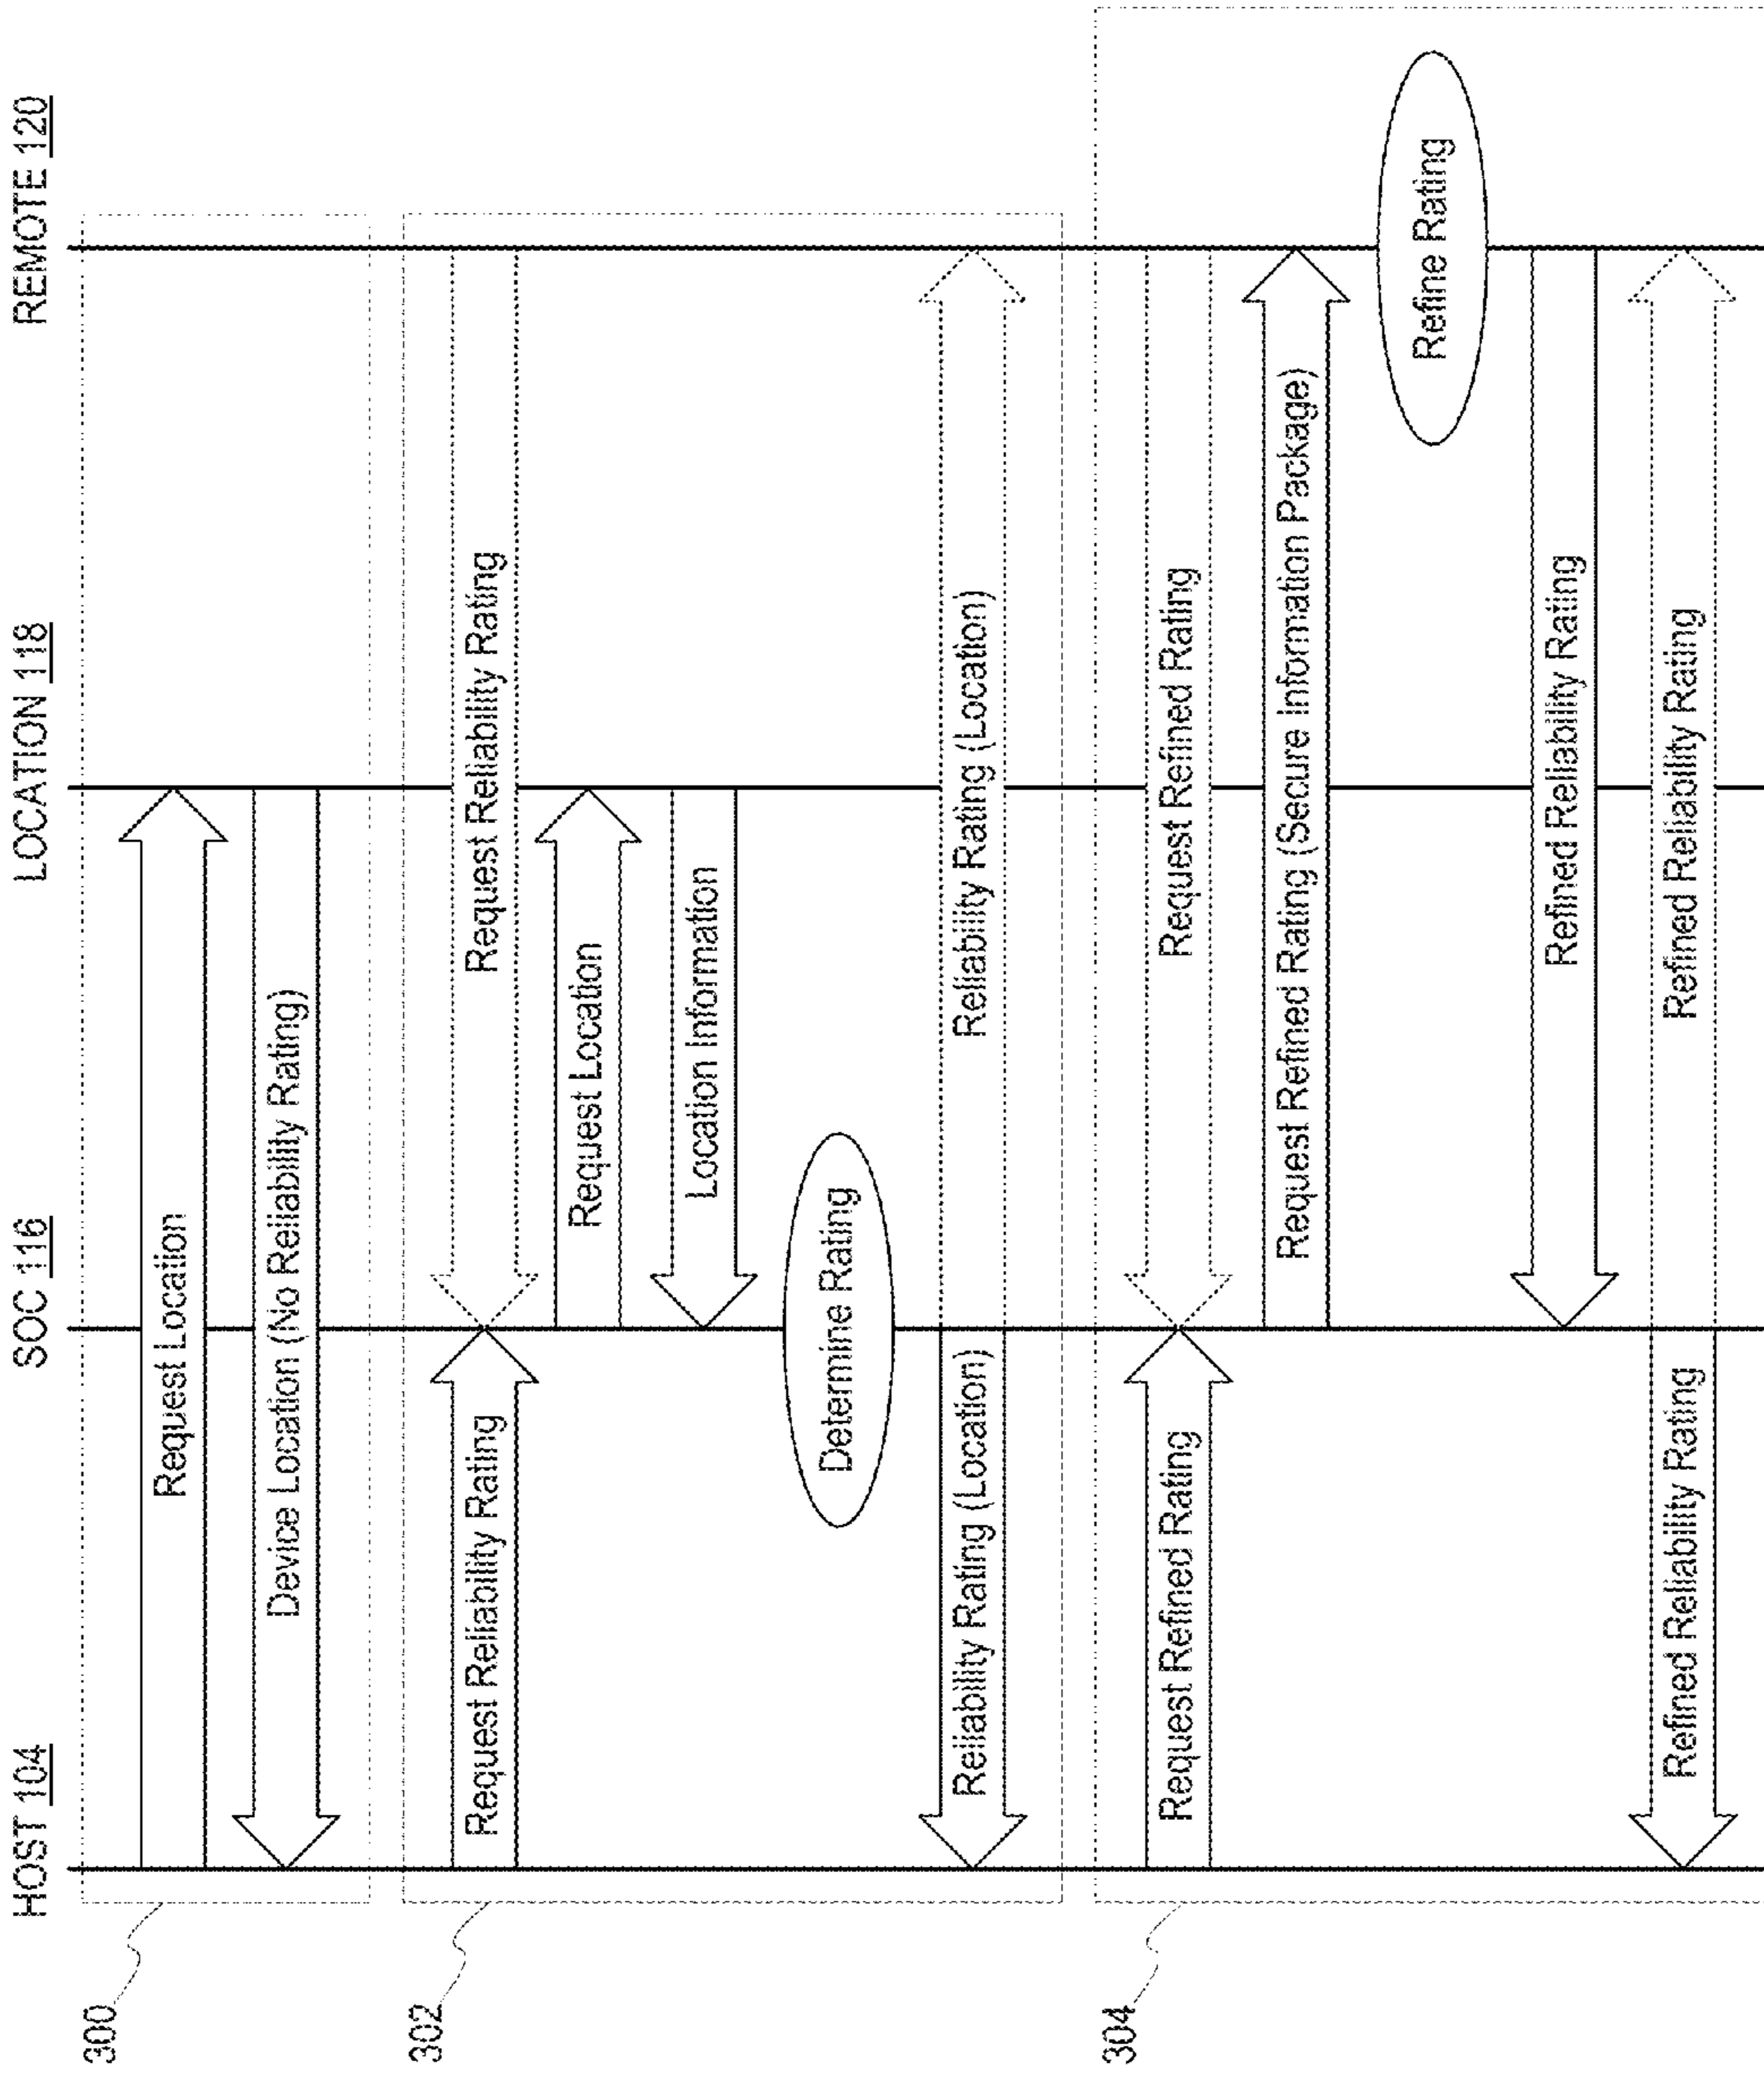 HOST 104
SOC 116
LOCATION 118
REMOTE 120
300
Request Location
Device Location (No Reliability Rating)
302
Request Reliability Rating
Request Reliability Rating
Request Location
Location Information
Determine Rating
Reliability Rating (Location)
Reliability Rating (Location)
304
Request Refined Rating
Request Refined Rating
Request Refined Rating (Secure Information Package)
Refine Rating
Refined Reliability Rating
Refined Reliability Rating
Refined Reliability Rating